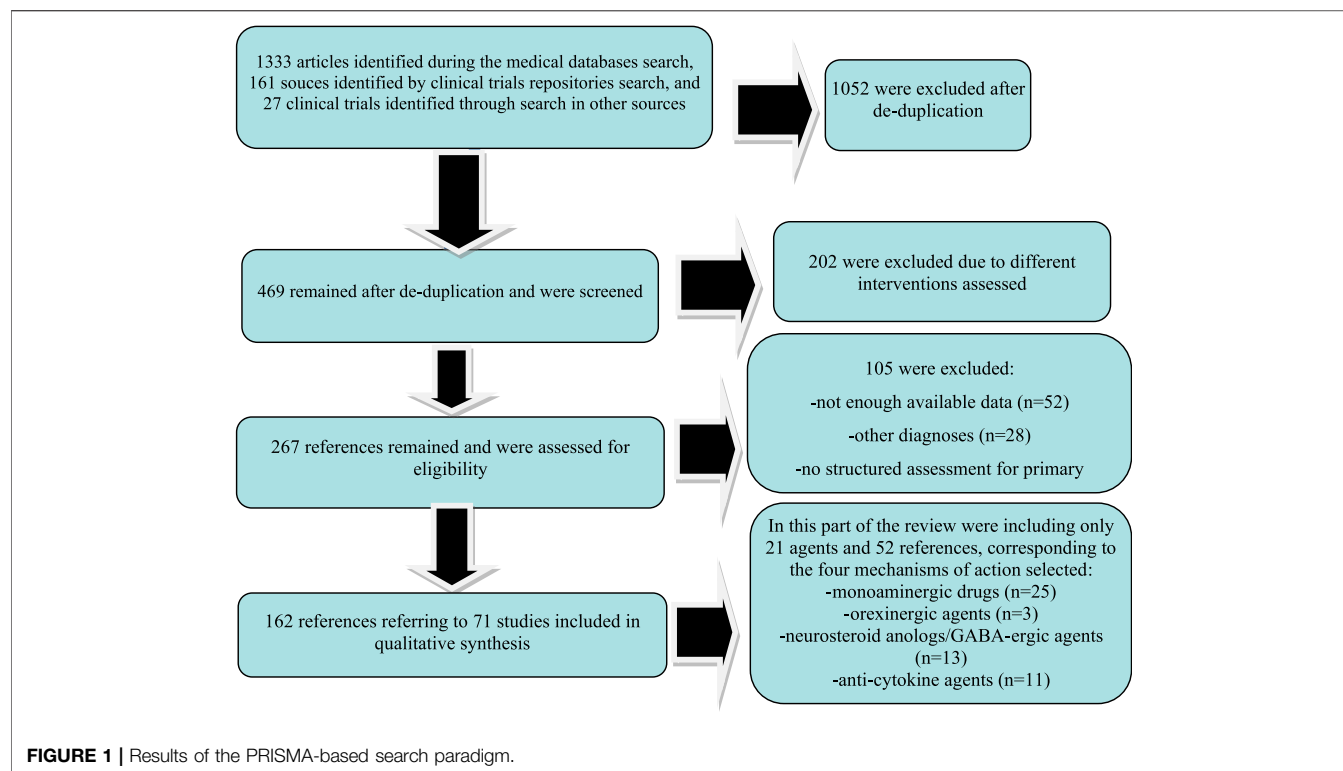 1333 articles identified during the medical databases search,
161 souces identified by clinical trials repositories search, and
27 clinical trials identified through search in other sources
1052 were excluded after
de-duplication
469 remained after de-duplication and were screened
202 were excluded due to different
interventions assessed
267 references remained and were assessed for
eligibility
105 were excluded:
-not enough available data (n=52)
-other diagnoses (n=28)
-no structured assessment for primary
162 references referring to 71 studies included in
qualitative synthesis
In this part of the review were including only
21 agents and 52 references, corresponding to
the four mechanisms of action selected:
-monoaminergic drugs (n=25)
-orexinergic agents (n=3)
-neurosteroid anologs/GABA-ergic agents
(n=13)
-anti-cytokine agents (n=11)
FIGURE 1 | Results of the PRISMA-based search paradigm.